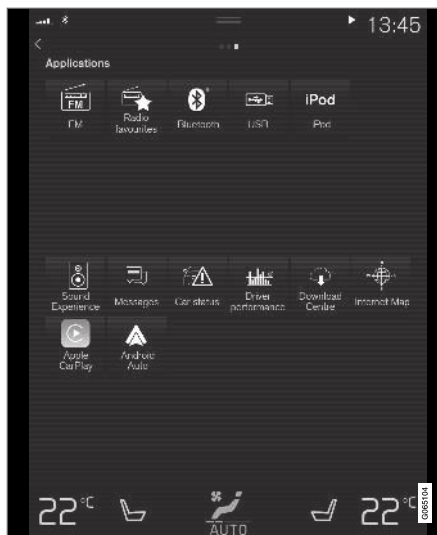 13:45
Applications
FM
iPod
FM
Radio
favourites
Bluetooth
USB
iPod
Sound
Experience
Messages
Car status
Driver
performance
Download
Centre
Internet Map
Apple
CarPlay
Android
Auto
22°C
AUTO
22°C
G065104